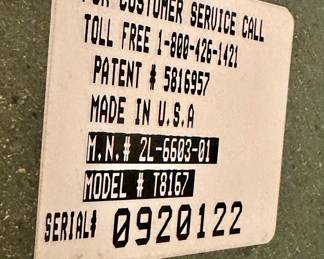 FOR CUSTOMER SERVICE CALL
TOLL FREE 1-800-426-1421
PATENT # 5816957
MADE IN U.S.A
M.N.# 2L-6603-01
MODEL # T8167
SERIAL# 0920122